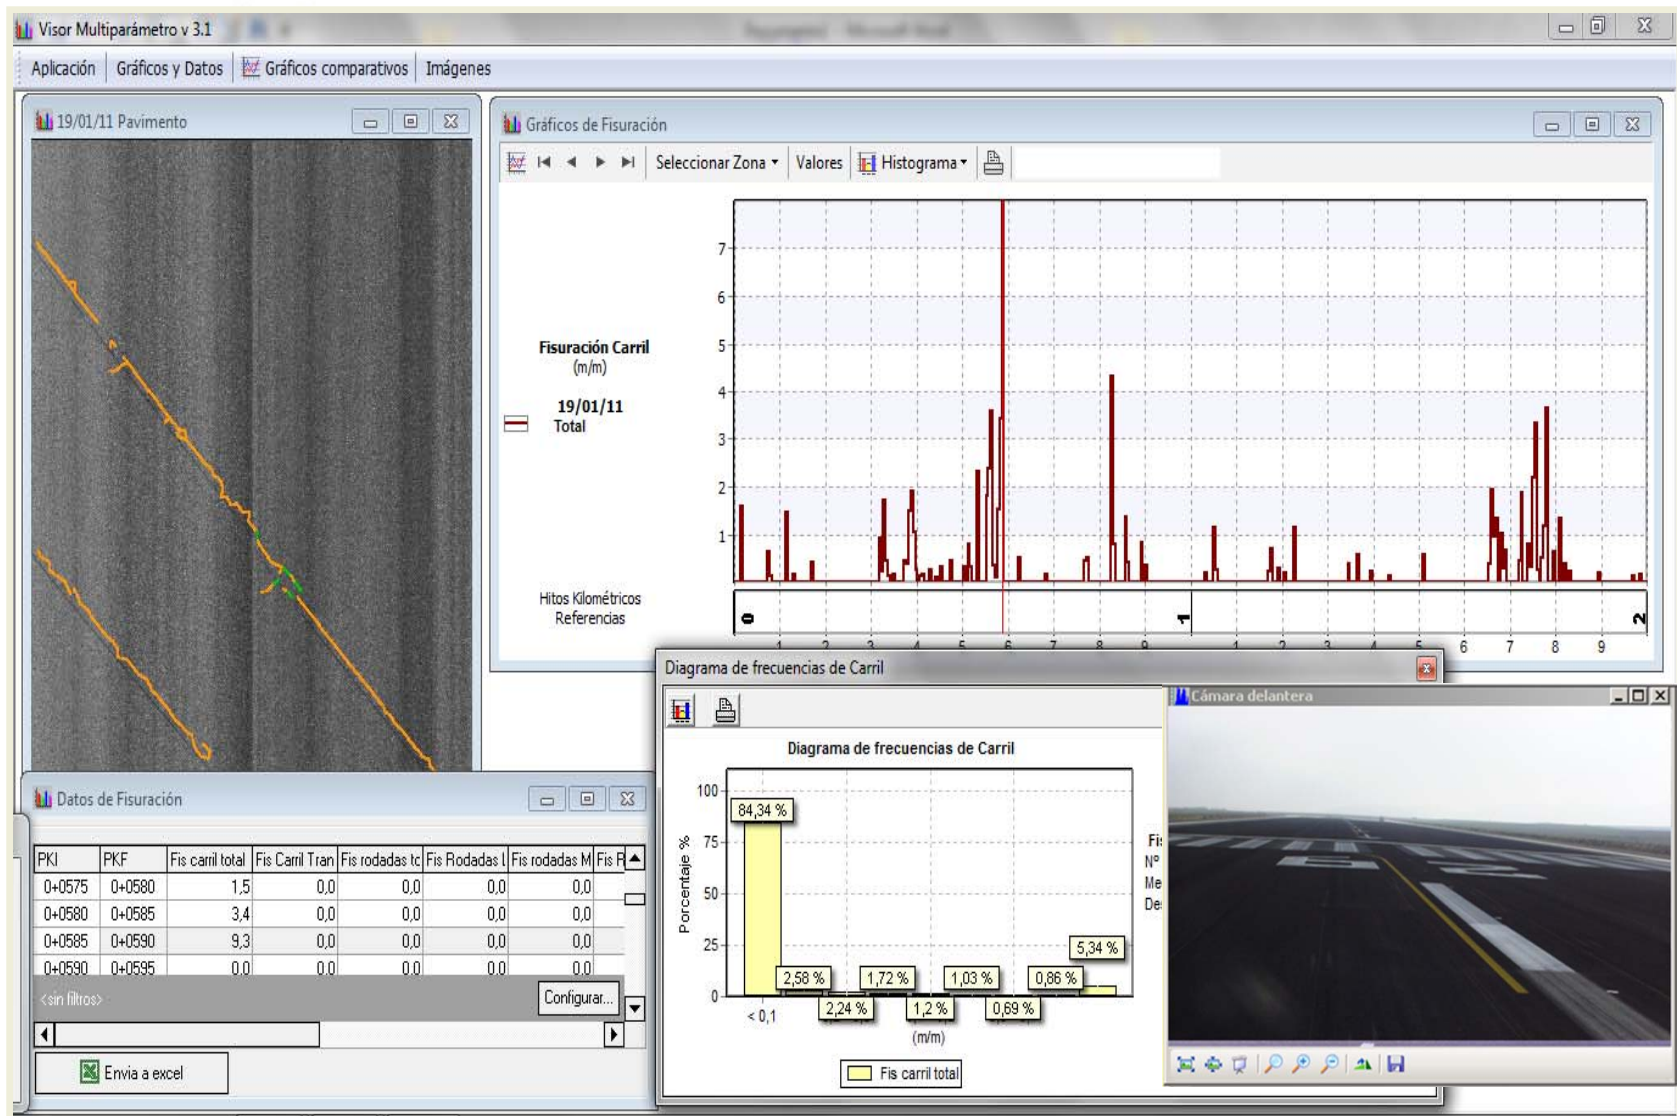 Visor Multiparámetro v 3.1
Aplicación Gráficos y Datos Gráficos comparativos Imágenes
19/01/11 Pavimento
Gráficos de Fisuración
Seleccionar Zona Valores Histograma
7
6
5
4
3
2
1
Fisuración Carril
(m/m)
19/01/11
Total
Hitos Kilométricos
Referencias
0 1 2
1 2 3 4 5 6 7 8 9 1 2 3 4 5 6 7 8 9
Diagrama de frecuencias de Carril
Diagrama de frecuencias de Carril
Porcentaje %
100
75
50
25
0
84,34 %
2,58 %
2,24 %
1,72 %
1,2 %
1,03 %
0,69 %
0,86 %
5,34 %
< 0,1
(m/m)
Fis carril total
Nº
Me
Cámara delantera
Datos de Fisuración
PKI PKF Fis carril total Fis Carril Tran Fis rodadas tc Fis Rodadas L Fis rodadas M Fis R
0+0575 0+0580 1,5 0,0 0,0 0,0 0,0
0+0580 0+0585 3,4 0,0 0,0 0,0 0,0
0+0585 0+0590 9,3 0,0 0,0 0,0 0,0
0+0590 0+0595 0,0 0,0 0,0 0,0 0,0
<sin filtros>
Configurar...
Envia a excel